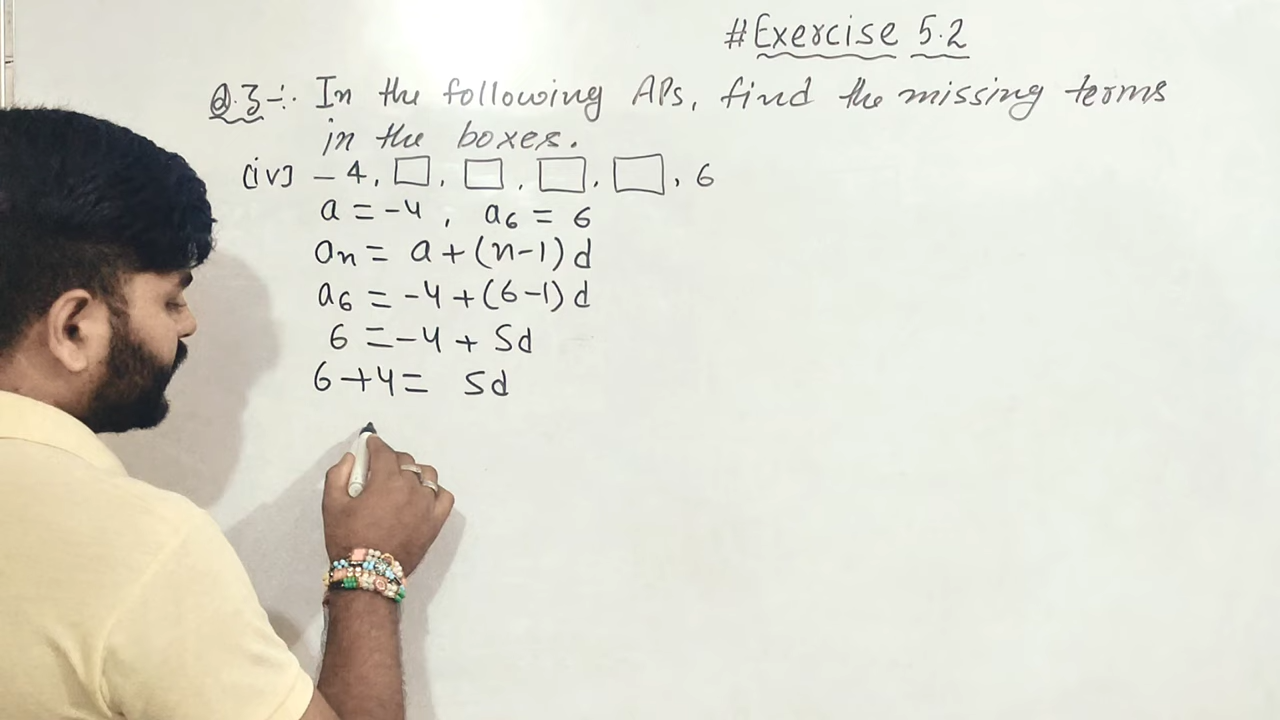 #Exercise 5.2
Q.3-:. In the following APs, find the missing terms
in the boxes.
(iv) -4, □, □, □, □, 6
a = -4, a₆ = 6
aₙ = a + (n-1) d
a₆ = -4 + (6-1) d
6 = -4 + 5d
6+4 = 5d